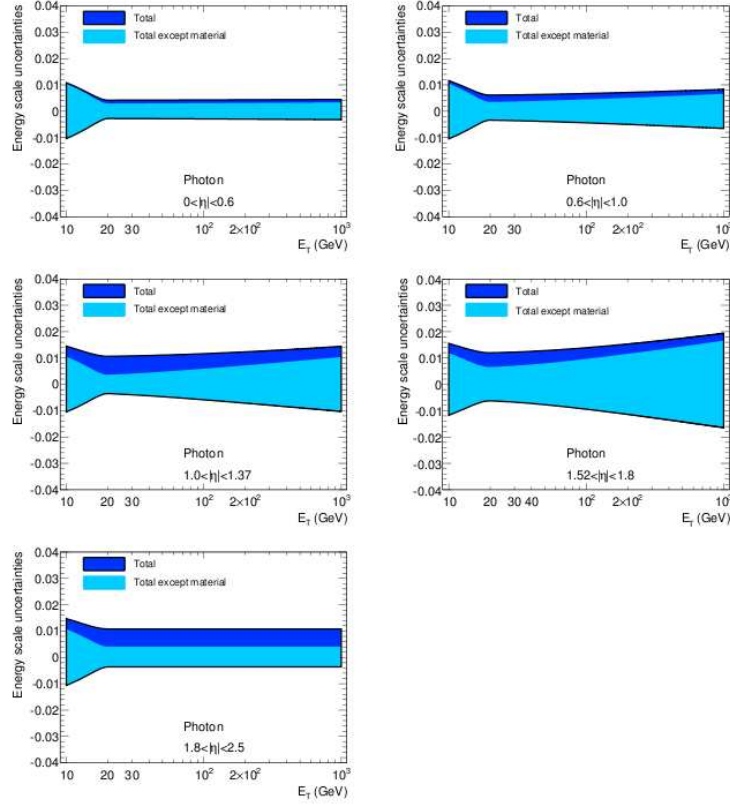 Energy scale uncertainties
0.04
0.03
0.02
0.01
0
-0.01
-0.02
-0.03
-0.04
Total
Total except material
Photon
0<|η|<0.6
10 20 30 10² 2×10² 10³
E_T (GeV)
Energy scale uncertainties
0.04
0.03
0.02
0.01
0
-0.01
-0.02
-0.03
-0.04
Total
Total except material
Photon
0.6<|η|<1.0
10 20 30 10² 2×10² 10³
E_T (GeV)
Energy scale uncertainties
0.04
0.03
0.02
0.01
0
-0.01
-0.02
-0.03
-0.04
Total
Total except material
Photon
1.0<|η|<1.37
10 20 30 10² 2×10² 10³
E_T (GeV)
Energy scale uncertainties
0.04
0.03
0.02
0.01
0
-0.01
-0.02
-0.03
-0.04
Total
Total except material
Photon
1.52<|η|<1.8
10 20 30 40 10² 2×10² 10³
E_T (GeV)
Energy scale uncertainties
0.04
0.03
0.02
0.01
0
-0.01
-0.02
-0.03
-0.04
Total
Total except material
Photon
1.8<|η|<2.5
10 20 30 10² 2×10² 10³
E_T (GeV)